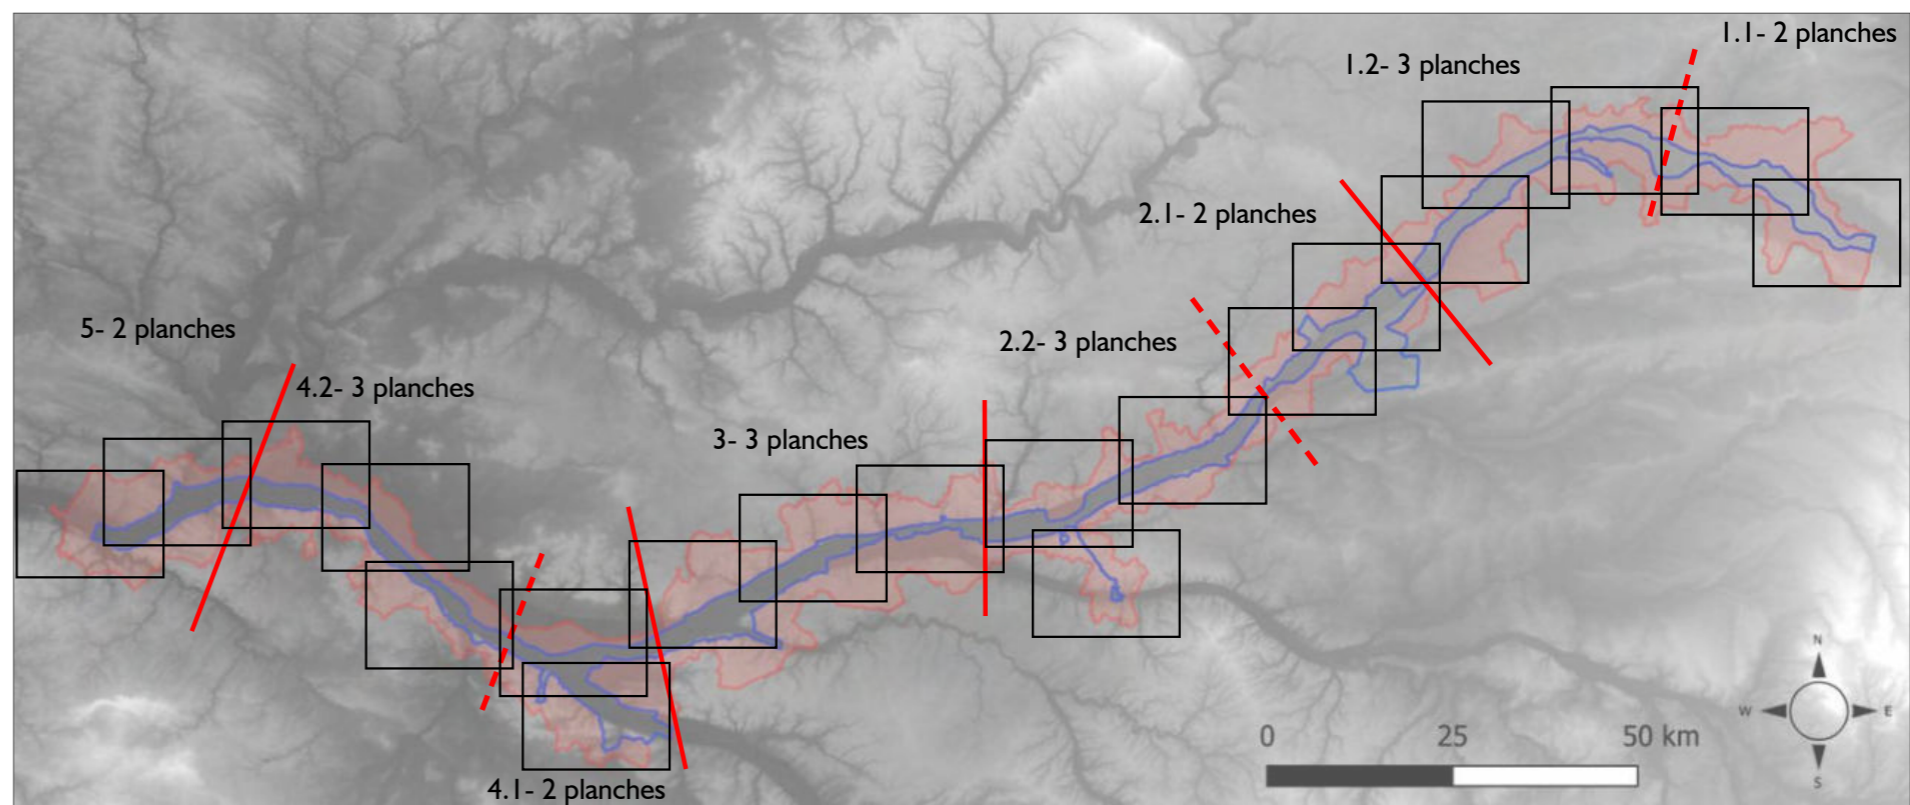 1.1- 2 planches
1.2- 3 planches
2.1- 2 planches
5- 2 planches
2.2- 3 planches
4.2- 3 planches
3- 3 planches
4.1- 2 planches
0 25 50 km
N
W E
S